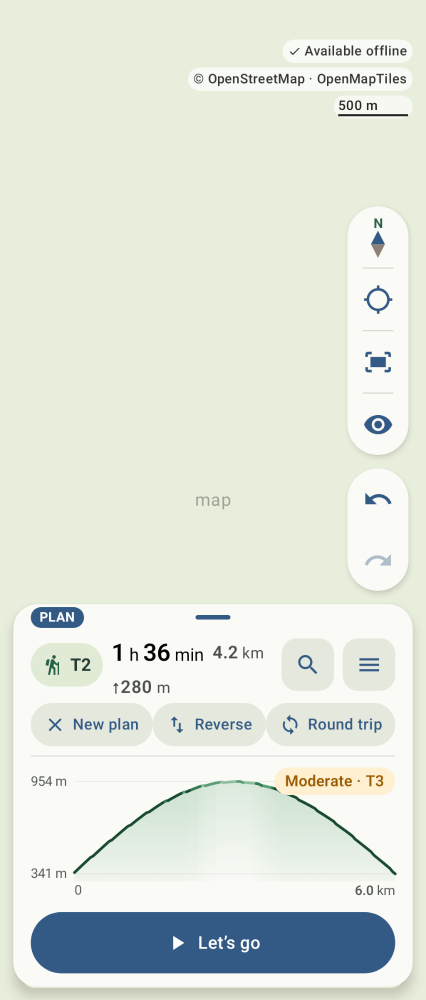 Available offline
© OpenStreetMap · OpenMapTiles
500 m
N
map
PLAN
T2
1 h 36 min 4.2 km
↑280 m
New plan
Reverse
Round trip
954 m
Moderate · T3
341 m
0
6.0 km
Let's go